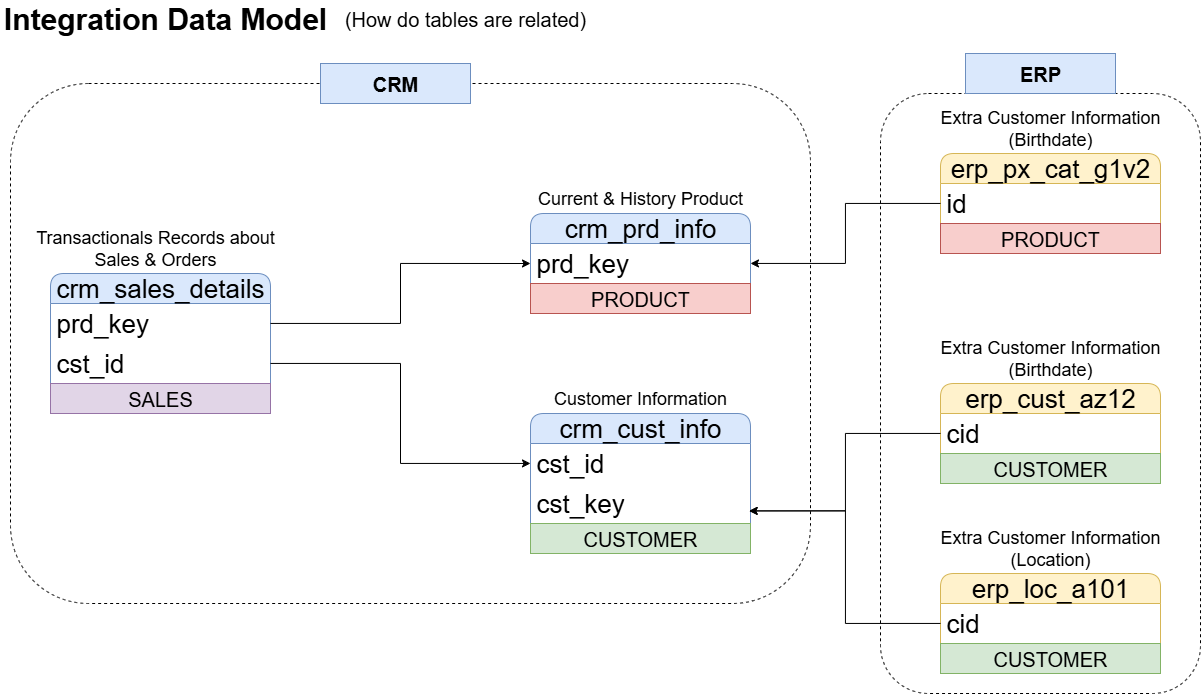 Integration Data Model (How do tables are related)
CRM
Transactionals Records about
Sales & Orders
crm_sales_details
prd_key
cst_id
SALES
Current & History Product
crm_prd_info
prd_key
PRODUCT
Customer Information
crm_cust_info
cst_id
cst_key
CUSTOMER
ERP
Extra Customer Information
(Birthdate)
erp_px_cat_g1v2
id
PRODUCT
Extra Customer Information
(Birthdate)
erp_cust_az12
cid
CUSTOMER
Extra Customer Information
(Location)
erp_loc_a101
cid
CUSTOMER